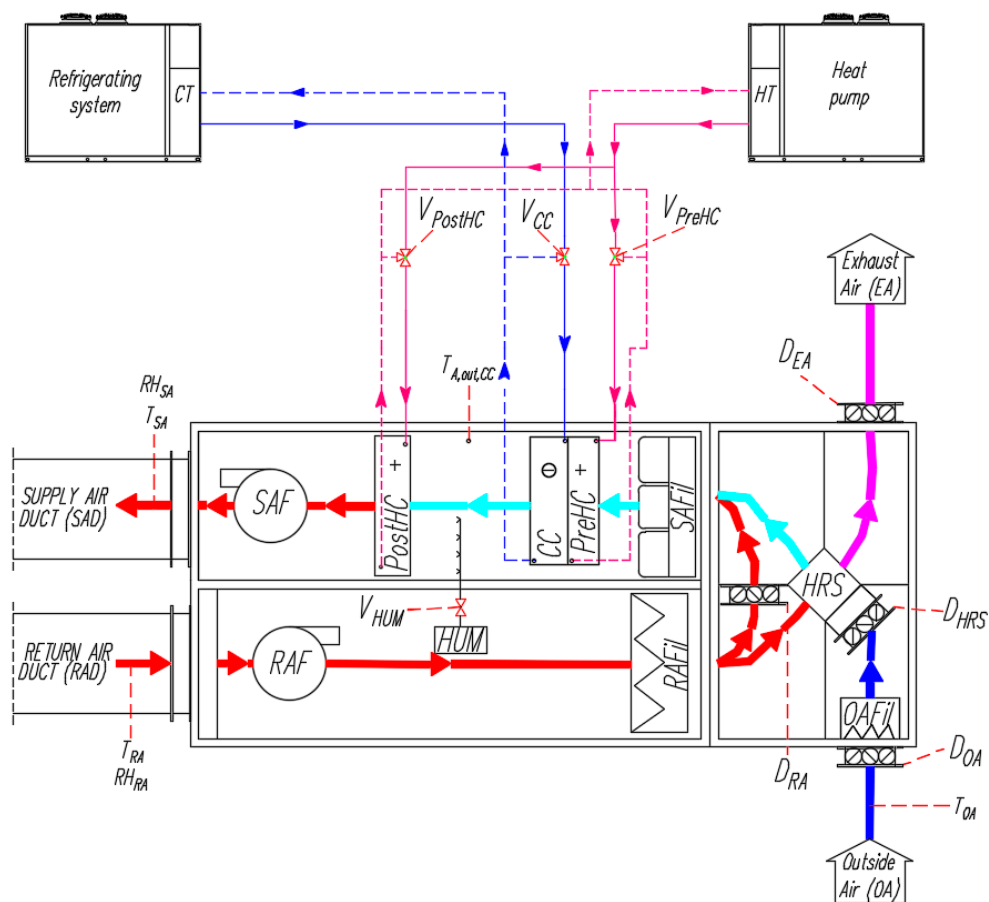 Refrigerating
system
CT
HT
Heat
pump
V_PostHC
V_CC
V_PreHC
Exhaust
Air (EA)
D_EA
T_A,out,CC
RH_SA
T_SA
SUPPLY AIR
DUCT (SAD)
SAF
PostHC +
CC
PreHC +
SAFil
HRS
D_HRS
V_HUM
HUM
RETURN AIR
DUCT (RAD)
RAF
RAFil
OAFil
T_RA
RH_RA
D_RA
D_OA
T_OA
Outside
Air (OA)